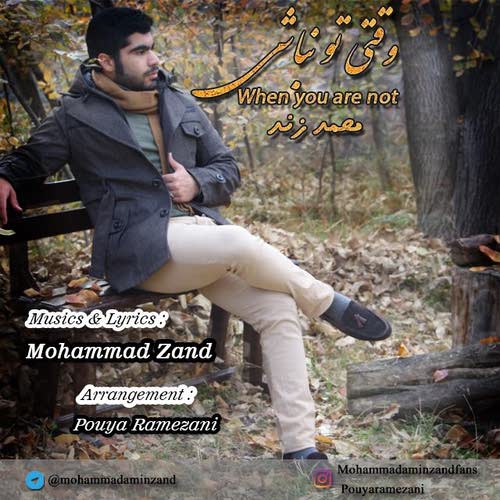 وقتی تو نباشی
When you are not
محمد زند
Musics & Lyrics :
Mohammad Zand
Arrangement :
Pouya Ramezani
@mohammadaminzand
Mohammadaminzandfans
Pouyaramezani